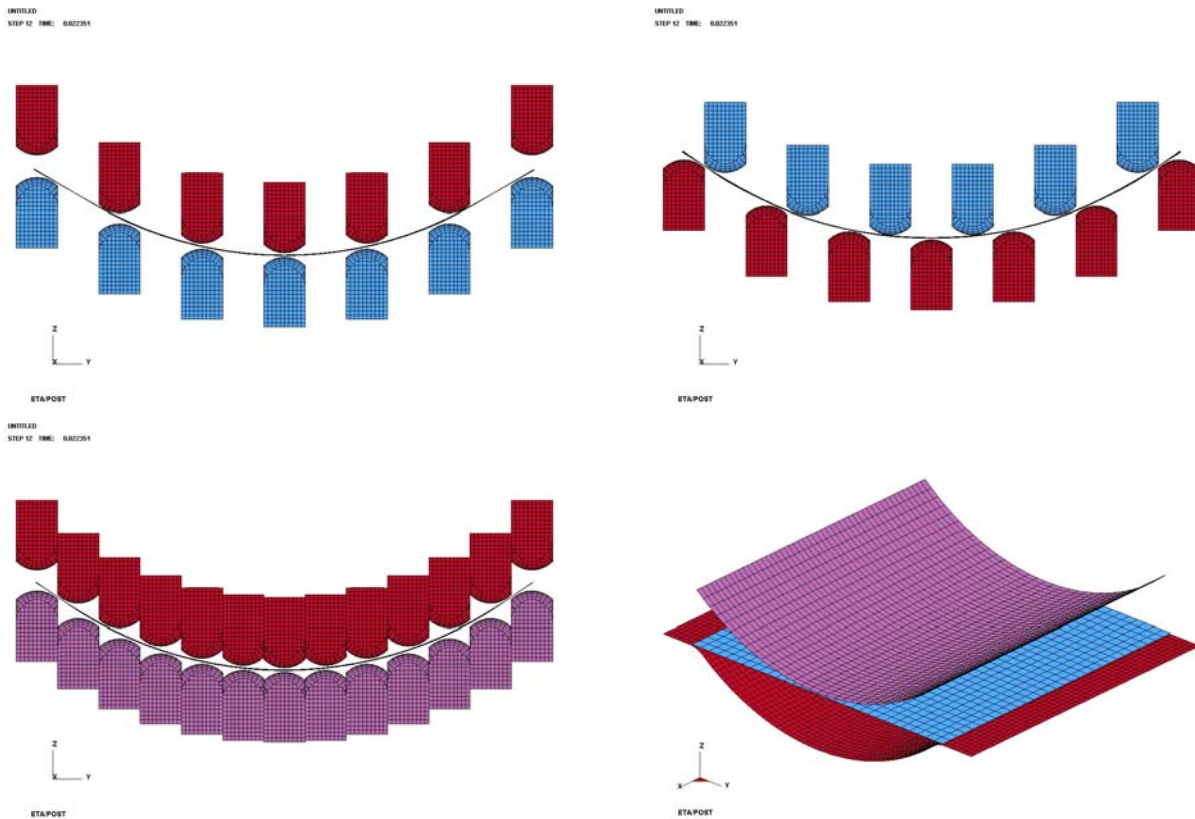 UNTITLED
STEP 12 TIME: 0.022351
Z
X Y
ETA/POST
UNTITLED
STEP 12 TIME: 0.022351
Z
X Y
ETA/POST
UNTITLED
STEP 12 TIME: 0.022351
Z
X Y
ETA/POST
Z
X Y
ETA/POST